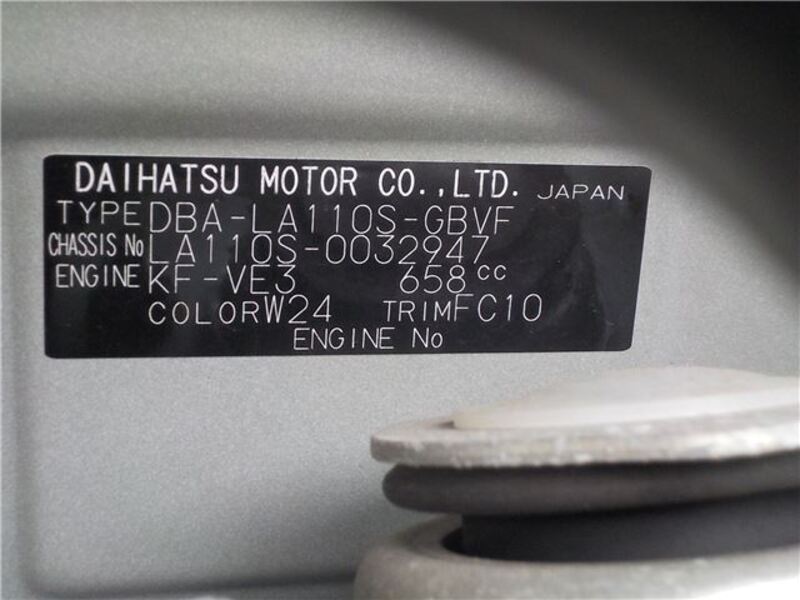 DAIHATSU MOTOR CO.,LTD. JAPAN
TYPE DBA-LA110S-GBVF
CHASSIS No LA110S-0032947
ENGINE KF-VE3 658cc
COLOR W24 TRIM FC10
ENGINE No